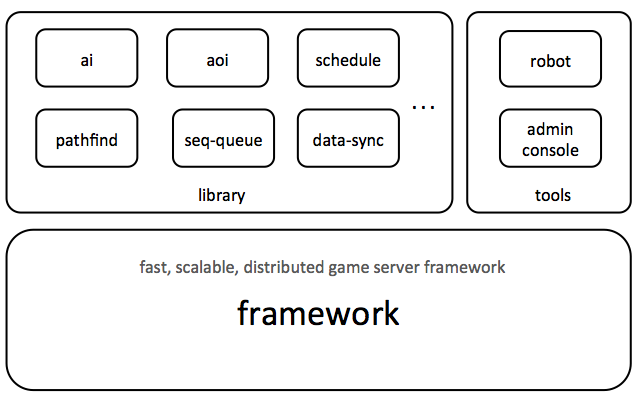 ai
aoi
schedule
...
pathfind
seq-queue
data-sync
library
robot
admin
console
tools
fast, scalable, distributed game server framework
framework